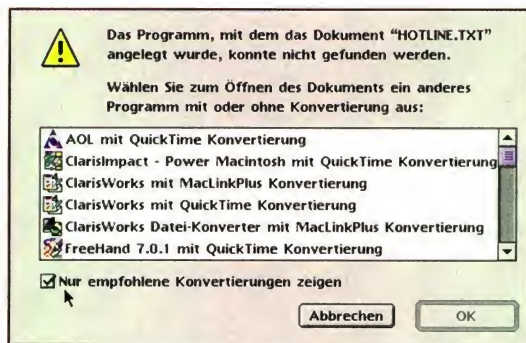 Das Programm, mit dem das Dokument “HOTLINE.TXT”
angelegt wurde, konnte nicht gefunden werden.
Wählen Sie zum Öffnen des Dokuments ein anderes
Programm mit oder ohne Konvertierung aus:
AOL mit QuickTime Konvertierung
ClarisImpact - Power Macintosh mit QuickTime Konvertierung
ClarisWorks mit MacLinkPlus Konvertierung
ClarisWorks mit QuickTime Konvertierung
ClarisWorks Datei-Konverter mit MacLinkPlus Konvertierung
FreeHand 7.0.1 mit QuickTime Konvertierung
Nur empfohlene Konvertierungen zeigen
Abbrechen OK